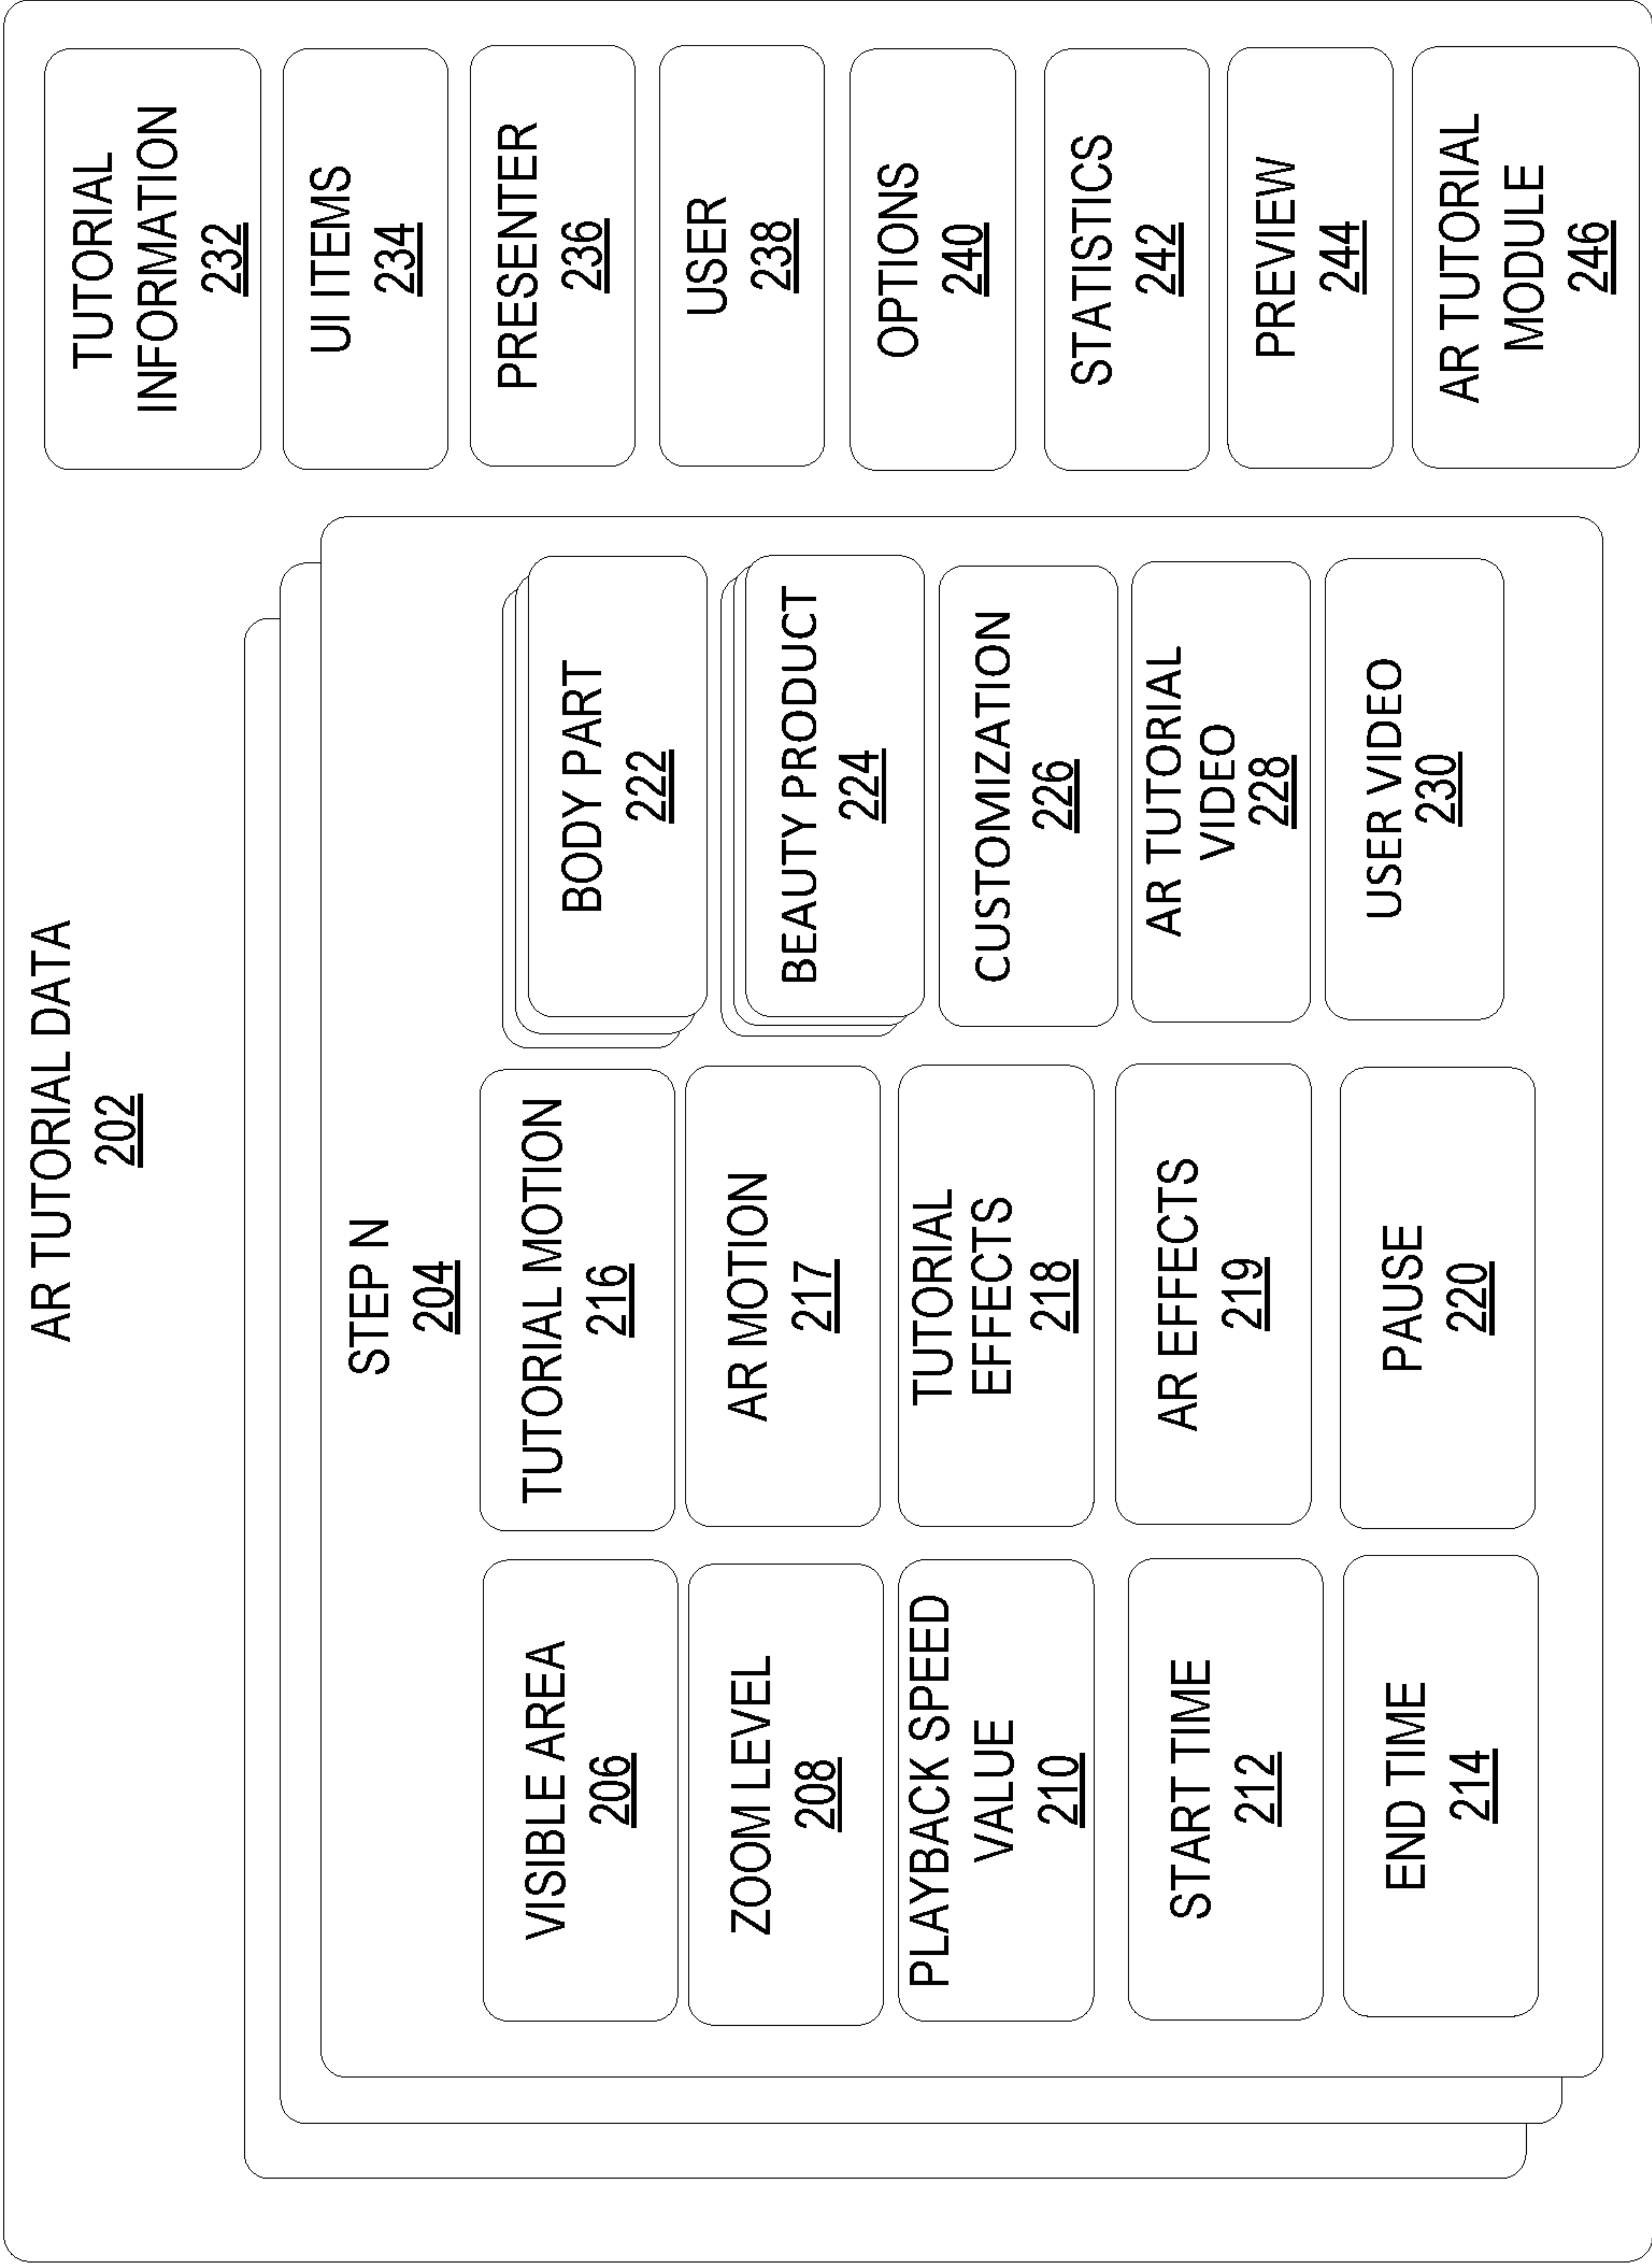 AR TUTORIAL DATA
202
STEP N
204
VISIBLE AREA
206
ZOOM LEVEL
208
PLAYBACK SPEED
VALUE
210
START TIME
212
END TIME
214
TUTORIAL MOTION
216
AR MOTION
217
TUTORIAL
EFFECTS
218
AR EFFECTS
219
PAUSE
220
BODY PART
222
BEAUTY PRODUCT
224
CUSTOMIZATION
226
AR TUTORIAL
VIDEO
228
USER VIDEO
230
TUTORIAL
INFORMATION
232
UI ITEMS
234
PRESENTER
236
USER
238
OPTIONS
240
STATISTICS
242
PREVIEW
244
AR TUTORIAL
MODULE
246